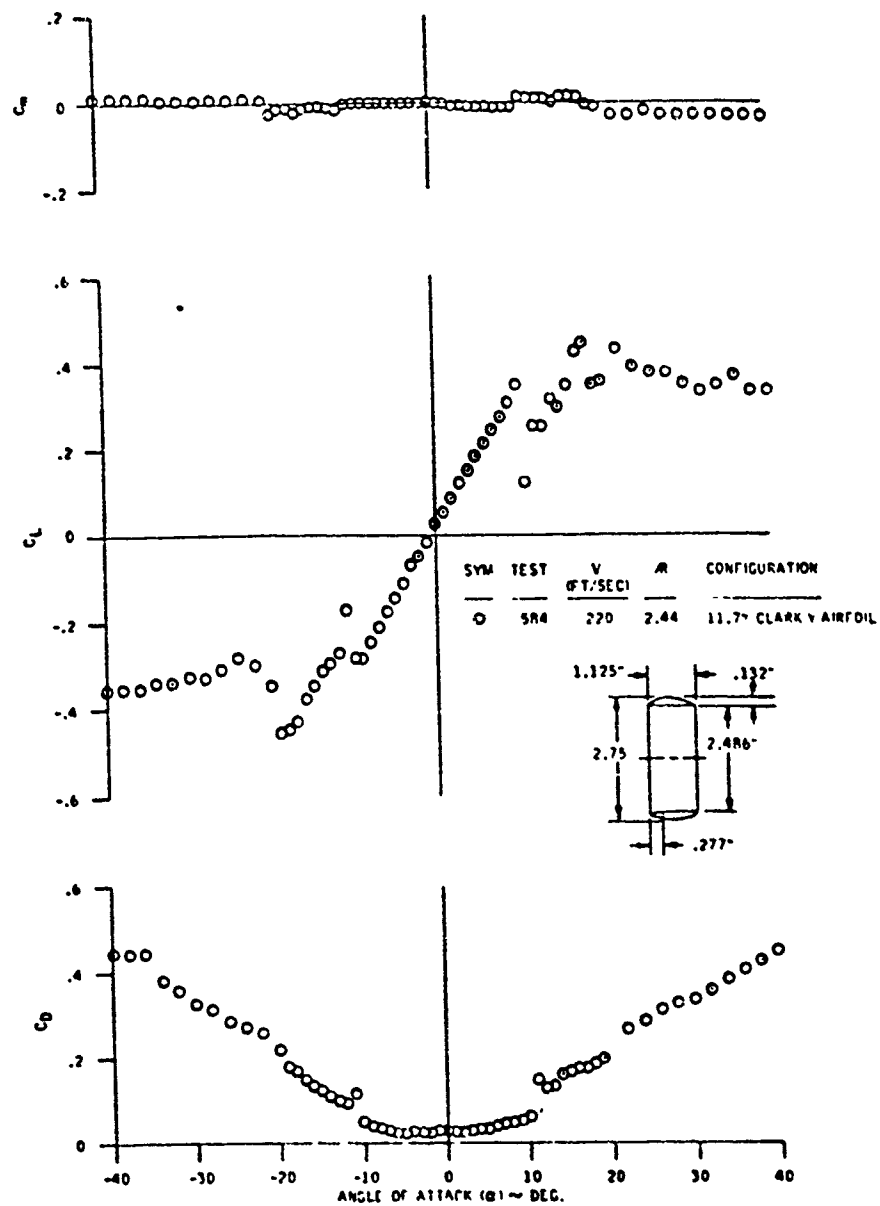 .2
0
-.2
Cm
.6
.4
.2
0
-.2
-.4
-.6
CL
SYM TEST V (FT/SEC) AR CONFIGURATION
O 584 220 2.44 11.7% CLARK Y AIRFOIL
1.125"
.132"
2.75
2.486"
.277"
.6
.4
.2
0
CD
-40 -30 -20 -10 0 10 20 30 40
ANGLE OF ATTACK (α) ~ DEG.